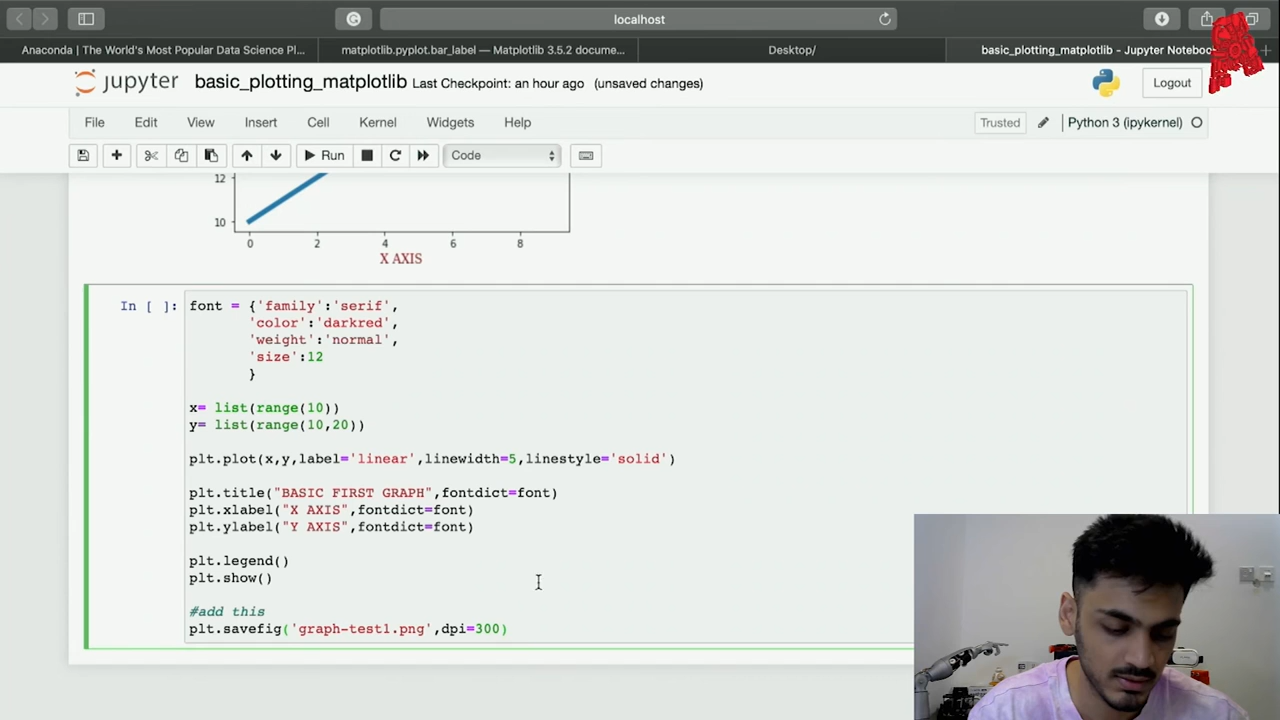 localhost
Anaconda | The World's Most Popular Data Science Pl...
matplotlib.pyplot.bar_label — Matplotlib 3.5.2 docume...
Desktop/
basic_plotting_matplotlib - Jupyter Notebook
jupyter basic_plotting_matplotlib Last Checkpoint: an hour ago (unsaved changes)
Logout
File Edit View Insert Cell Kernel Widgets Help
Trusted Python 3 (ipykernel)
Run Code
12
10
0 2 4 6 8
X AXIS
In [ ]: font = {'family':'serif',
'color':'darkred',
'weight':'normal',
'size':12
}
x= list(range(10))
y= list(range(10,20))
plt.plot(x,y,label='linear',linewidth=5,linestyle='solid')
plt.title("BASIC FIRST GRAPH",fontdict=font)
plt.xlabel("X AXIS",fontdict=font)
plt.ylabel("Y AXIS",fontdict=font)
plt.legend()
plt.show()
#add this
plt.savefig('graph-test1.png',dpi=300)